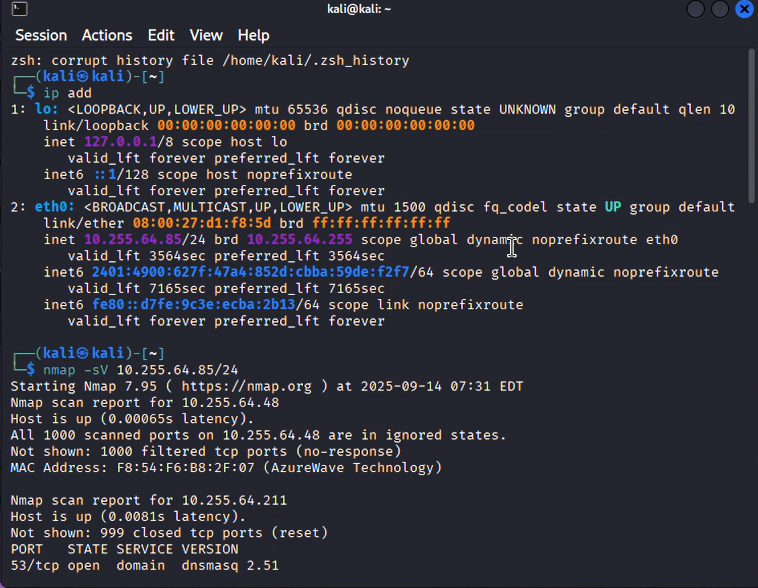 kali@kali: ~
Session Actions Edit View Help
zsh: corrupt history file /home/kali/.zsh_history
┌──(kali㉿kali)-[~]
└─$ ip add
1: lo: <LOOPBACK,UP,LOWER_UP> mtu 65536 qdisc noqueue state UNKNOWN group default qlen 10
    link/loopback 00:00:00:00:00:00 brd 00:00:00:00:00:00
    inet 127.0.0.1/8 scope host lo
       valid_lft forever preferred_lft forever
    inet6 ::1/128 scope host noprefixroute
       valid_lft forever preferred_lft forever
2: eth0: <BROADCAST,MULTICAST,UP,LOWER_UP> mtu 1500 qdisc fq_codel state UP group default
    link/ether 08:00:27:d1:f8:5d brd ff:ff:ff:ff:ff:ff
    inet 10.255.64.85/24 brd 10.255.64.255 scope global dynamic noprefixroute eth0
       valid_lft 3564sec preferred_lft 3564sec
    inet6 2401:4900:627f:47a4:852d:cbba:59de:f2f7/64 scope global dynamic noprefixroute
       valid_lft 7165sec preferred_lft 7165sec
    inet6 fe80::d7fe:9c3e:ecba:2b13/64 scope link noprefixroute
       valid_lft forever preferred_lft forever
┌──(kali㉿kali)-[~]
└─$ nmap -sV 10.255.64.85/24
Starting Nmap 7.95 ( https://nmap.org ) at 2025-09-14 07:31 EDT
Nmap scan report for 10.255.64.48
Host is up (0.00065s latency).
All 1000 scanned ports on 10.255.64.48 are in ignored states.
Not shown: 1000 filtered tcp ports (no-response)
MAC Address: F8:54:F6:B8:2F:07 (AzureWave Technology)
Nmap scan report for 10.255.64.211
Host is up (0.0081s latency).
Not shown: 999 closed tcp ports (reset)
PORT   STATE SERVICE VERSION
53/tcp open  domain  dnsmasq 2.51